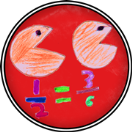 1/2 = 3/6